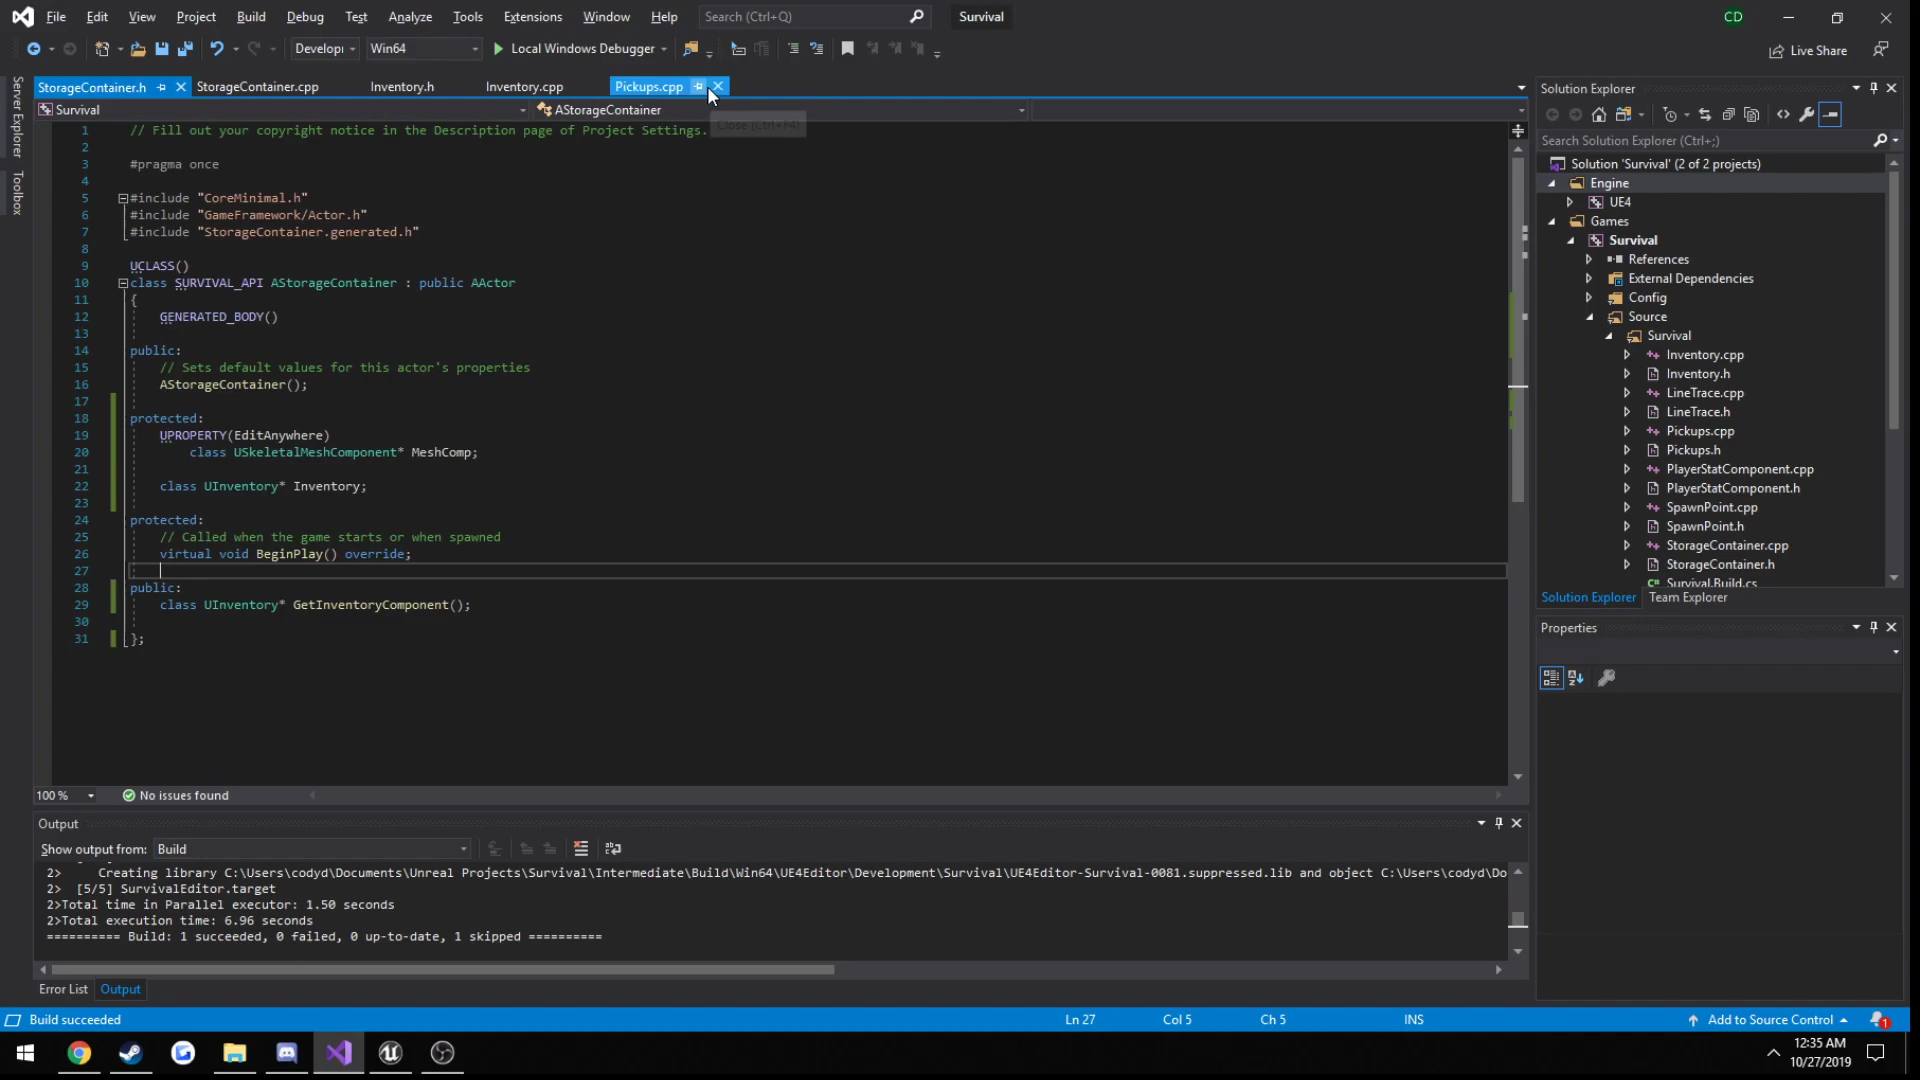 File Edit View Project Build Debug Test Analyze Tools Extensions Window Help Search (Ctrl+Q) Survival CD
Developi Win64 Local Windows Debugger Live Share
Server Explorer
Toolbox
StorageContainer.h StorageContainer.cpp Inventory.h Inventory.cpp Pickups.cpp
Survival AStorageContainer
Close (Ctrl+F4)
1 // Fill out your copyright notice in the Description page of Project Settings.
2
3 #pragma once
4
5 #include "CoreMinimal.h"
6 #include "GameFramework/Actor.h"
7 #include "StorageContainer.generated.h"
8
9 UCLASS()
10 class SURVIVAL_API AStorageContainer : public AActor
11 {
12 GENERATED_BODY()
13
14 public:
15 // Sets default values for this actor's properties
16 AStorageContainer();
17
18 protected:
19 UPROPERTY(EditAnywhere)
20 class USkeletalMeshComponent* MeshComp;
21
22 class UInventory* Inventory;
23
24 protected:
25 // Called when the game starts or when spawned
26 virtual void BeginPlay() override;
27
28 public:
29 class UInventory* GetInventoryComponent();
30
31 };
100 % No issues found
Output
Show output from: Build
2> Creating library C:\Users\codyd\Documents\Unreal Projects\Survival\Intermediate\Build\Win64\UE4Editor\Development\Survival\UE4Editor-Survival-0081.suppressed.lib and object C:\Users\codyd\Do
2> [5/5] SurvivalEditor.target
2>Total time in Parallel executor: 1.50 seconds
2>Total execution time: 6.96 seconds
========== Build: 1 succeeded, 0 failed, 0 up-to-date, 1 skipped ==========
Error List Output
Solution Explorer
Search Solution Explorer (Ctrl+;)
Solution 'Survival' (2 of 2 projects)
Engine
UE4
Games
Survival
References
External Dependencies
Config
Source
Survival
Inventory.cpp
Inventory.h
LineTrace.cpp
LineTrace.h
Pickups.cpp
Pickups.h
PlayerStatComponent.cpp
PlayerStatComponent.h
SpawnPoint.cpp
SpawnPoint.h
StorageContainer.cpp
StorageContainer.h
C# Survival.Build.cs
Solution Explorer Team Explorer
Properties
Build succeeded Ln 27 Col 5 Ch 5 INS Add to Source Control 1
12:35 AM
10/27/2019